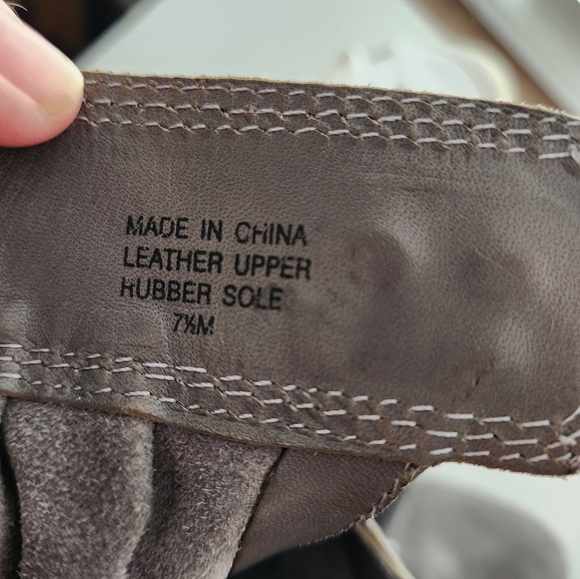 MADE IN CHINA
LEATHER UPPER
RUBBER SOLE
7½M